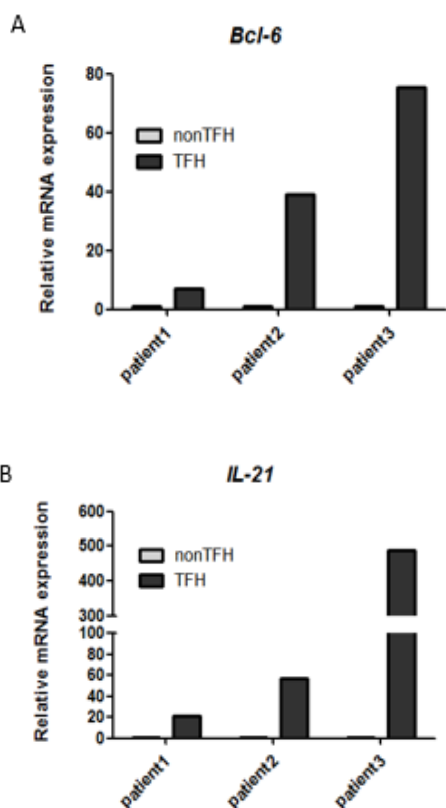 A
Bcl-6
Relative mRNA expression
80
60
40
20
0
nonTFH
TFH
patient1
patient2
patient3
B
IL-21
Relative mRNA expression
600
500
400
300
100
80
60
40
20
0
nonTFH
TFH
patient1
patient2
patient3